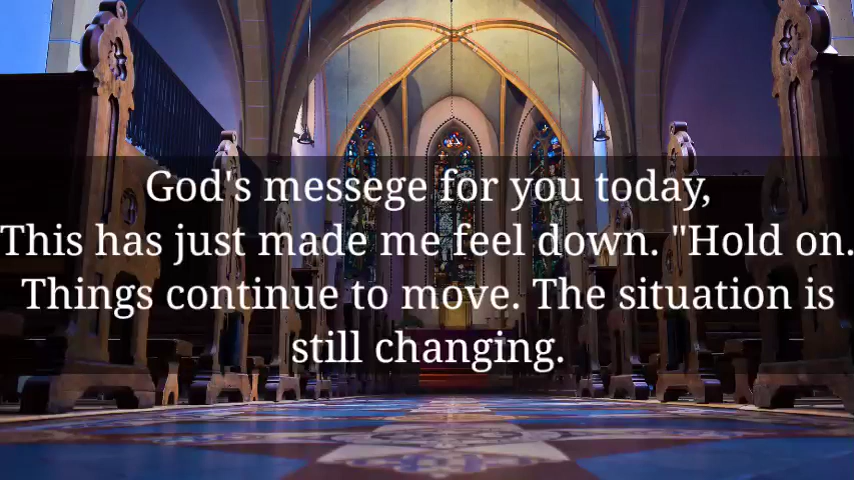 God's messege for you today,
This has just made me feel down. "Hold on.
Things continue to move. The situation is
still changing.